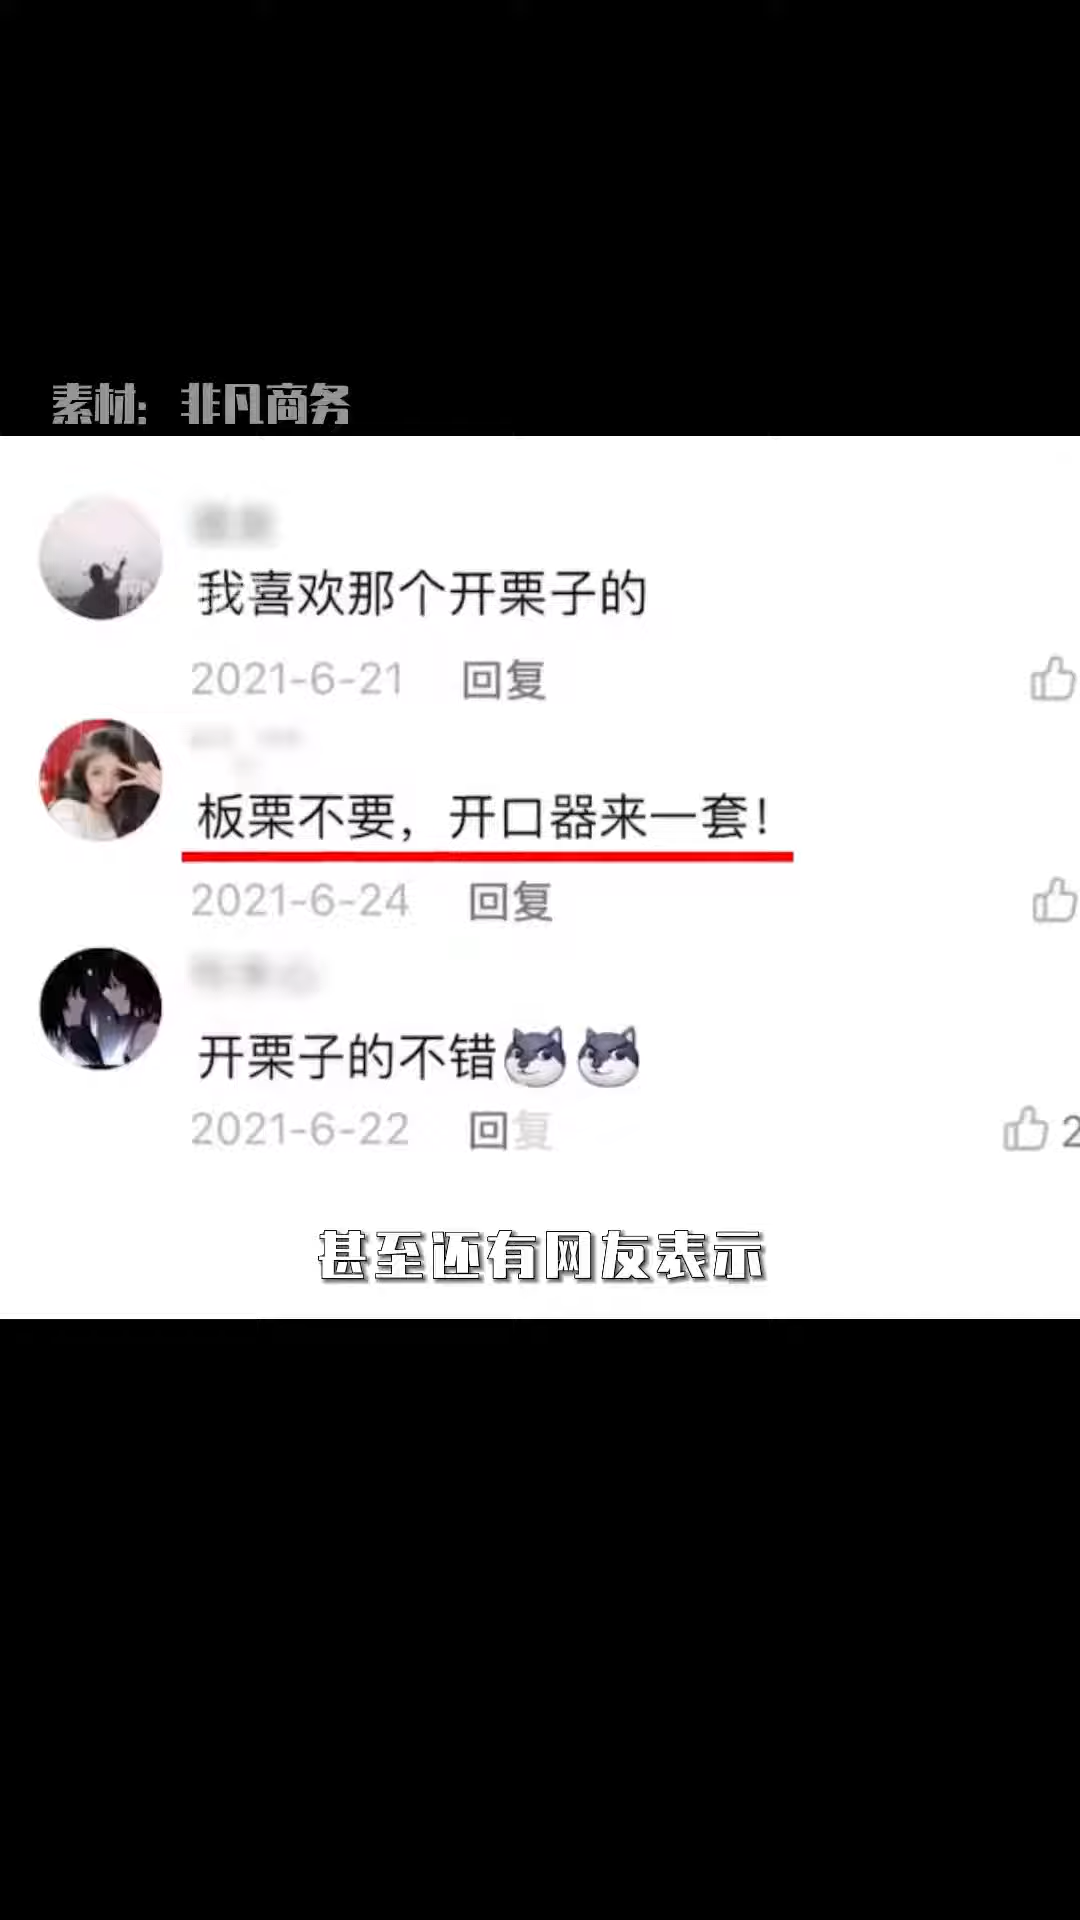 素材：非凡商务
我喜欢那个开栗子的
2021-6-21 回复
板栗不要，开口器来一套！
2021-6-24 回复
开栗子的不错
2021-6-22 回复 2
甚至还有网友表示